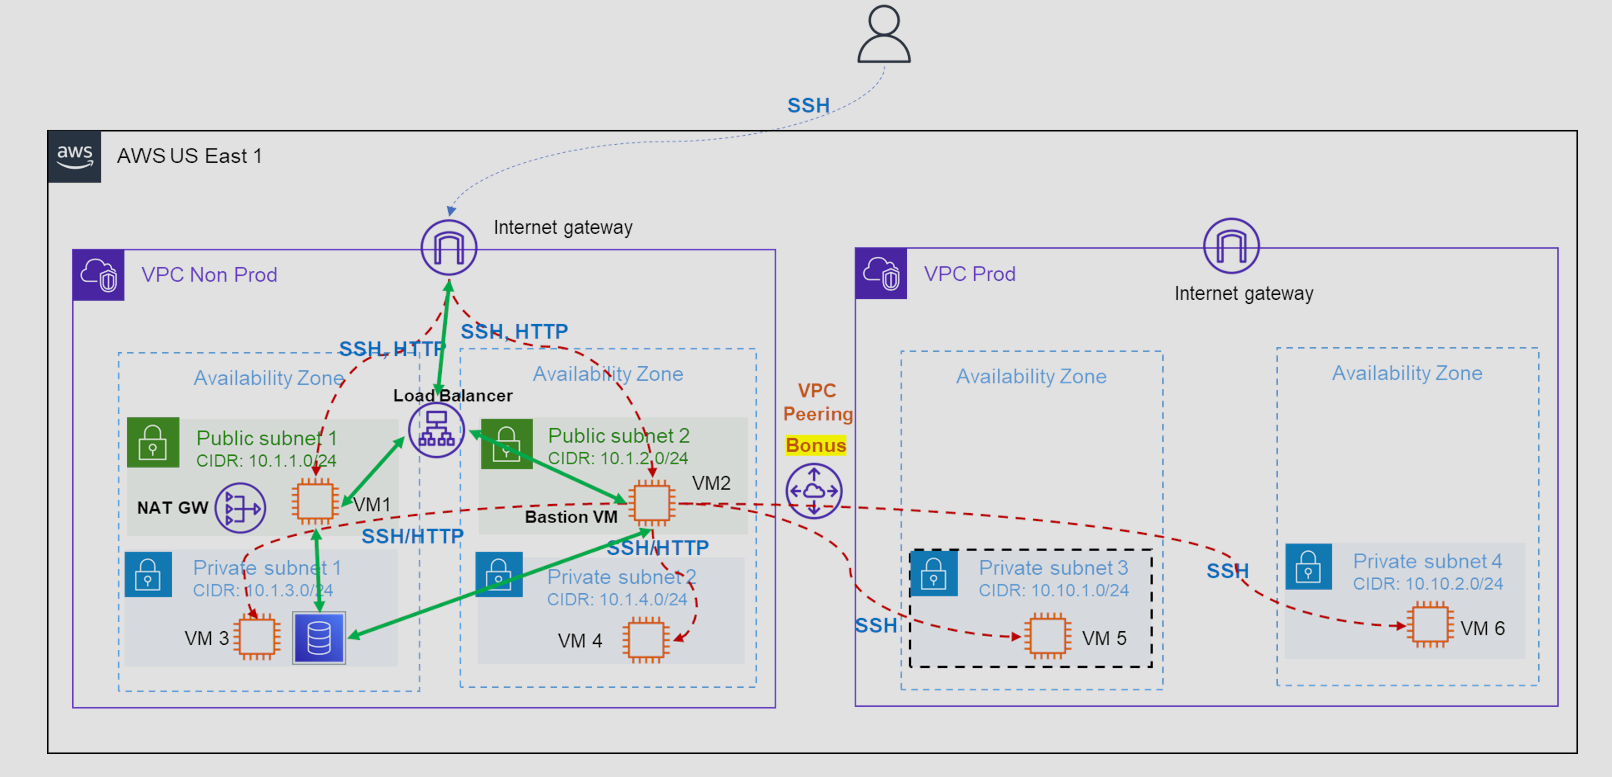 SSH
aws
AWS US East 1
Internet gateway
VPC Non Prod
SSH, HTTP
SSH, HTTP
Availability Zone
Availability Zone
Load Balancer
Public subnet 1
CIDR: 10.1.1.0/24
Public subnet 2
CIDR: 10.1.2.0/24
NAT GW
VM1
VM2
Bastion VM
SSH/HTTP
SSH/HTTP
Private subnet 1
CIDR: 10.1.3.0/24
Private subnet 2
CIDR: 10.1.4.0/24
VM 3
VM 4
VPC
Peering
Bonus
VPC Prod
Internet gateway
Availability Zone
Availability Zone
Private subnet 3
CIDR: 10.10.1.0/24
Private subnet 4
CIDR: 10.10.2.0/24
SSH
SSH
VM 5
VM 6